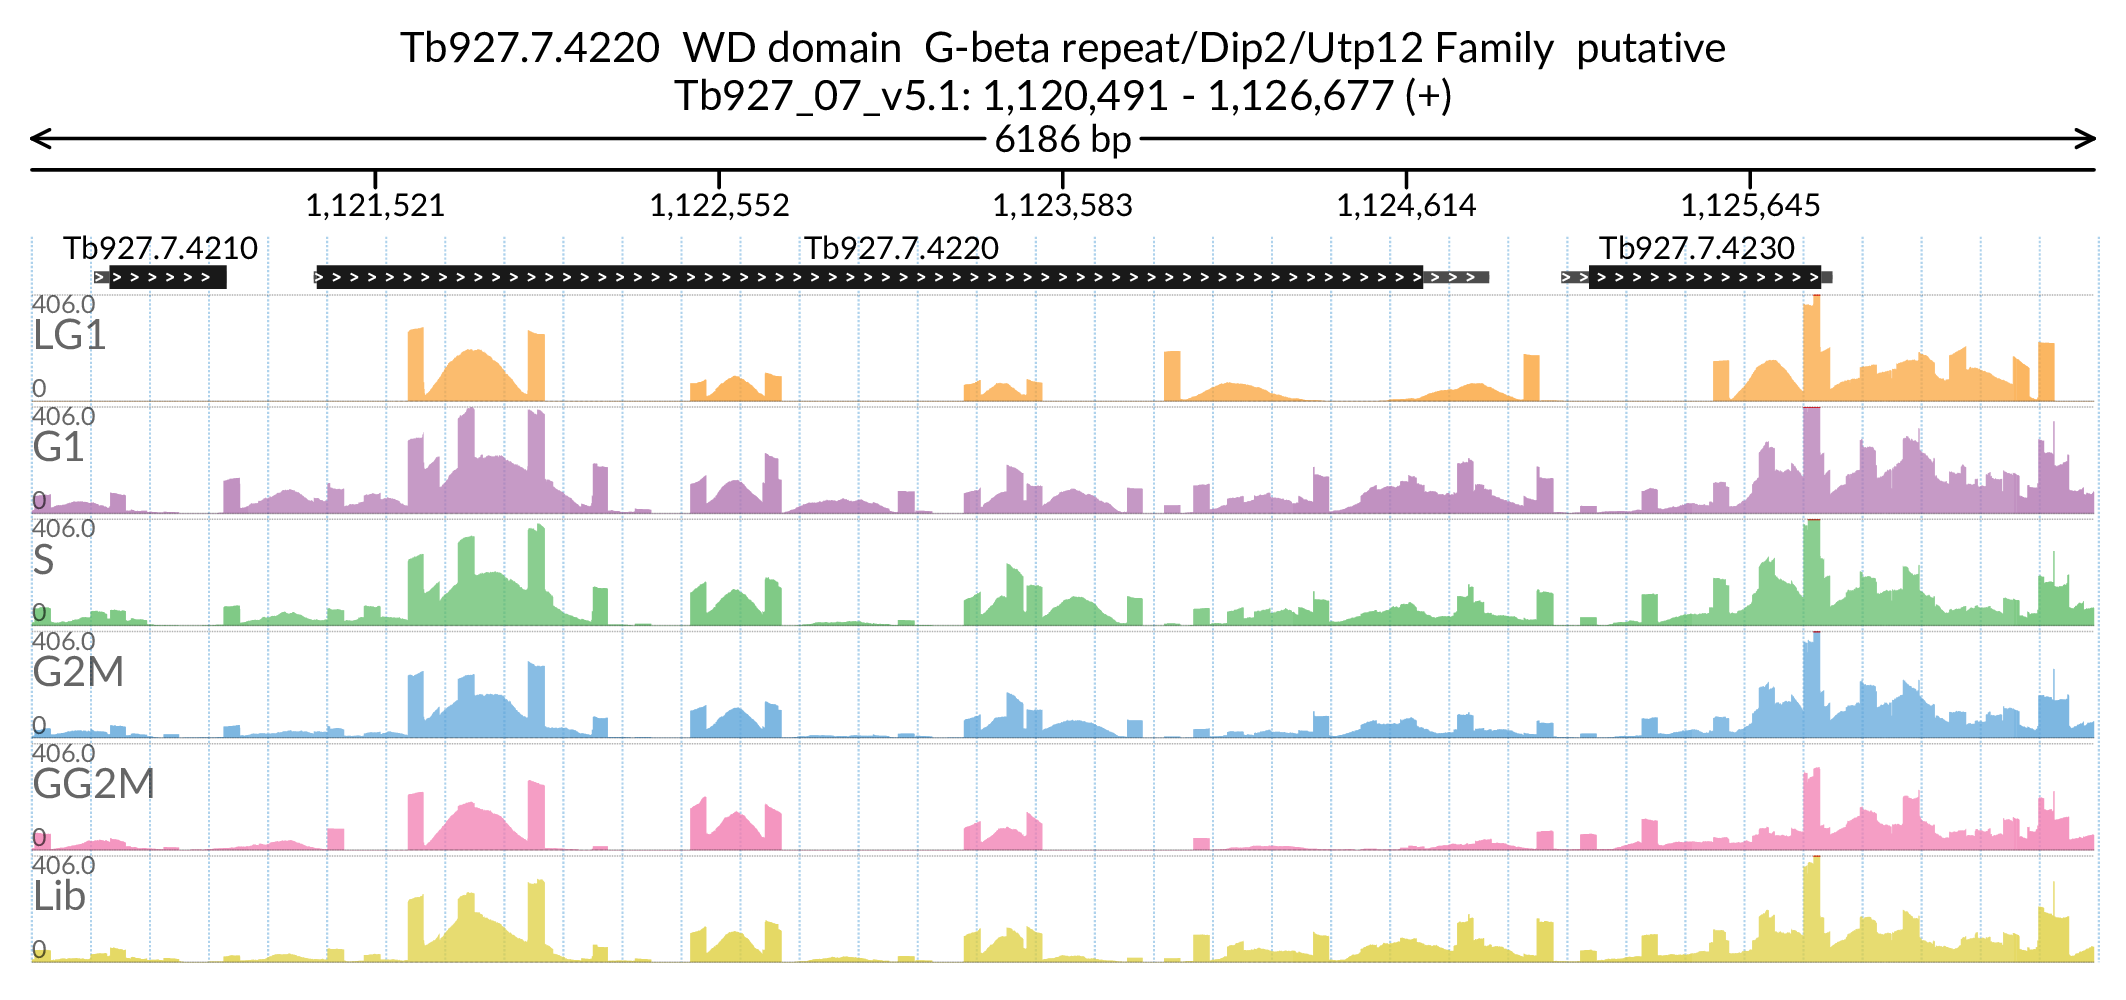 Tb927.7.4220  WD domain  G-beta repeat/Dip2/Utp12 Family  putative
Tb927_07_v5.1: 1,120,491 - 1,126,677 (+)
6186 bp
1,121,521 1,122,552 1,123,583 1,124,614 1,125,645
Tb927.7.4210 Tb927.7.4220 Tb927.7.4230
406.0
LG1
0
406.0
G1
0
406.0
S
0
406.0
G2M
0
406.0
GG2M
0
406.0
Lib
0